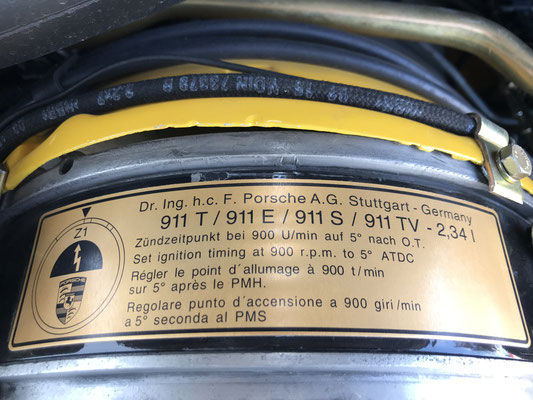 Dr. Ing. h.c. F. Porsche A.G. Stuttgart - Germany
911 T / 911 E / 911 S / 911 TV - 2,34 l
Z1
Zündzeitpunkt bei 900 U/min auf 5° nach O.T.
Set ignition timing at 900 r.p.m. to 5° ATDC
Régler le point d'allumage à 900 t/min
sur 5° après le PMH.
Regolare punto d'accensione a 900 giri/min
a 5° seconda al PMS